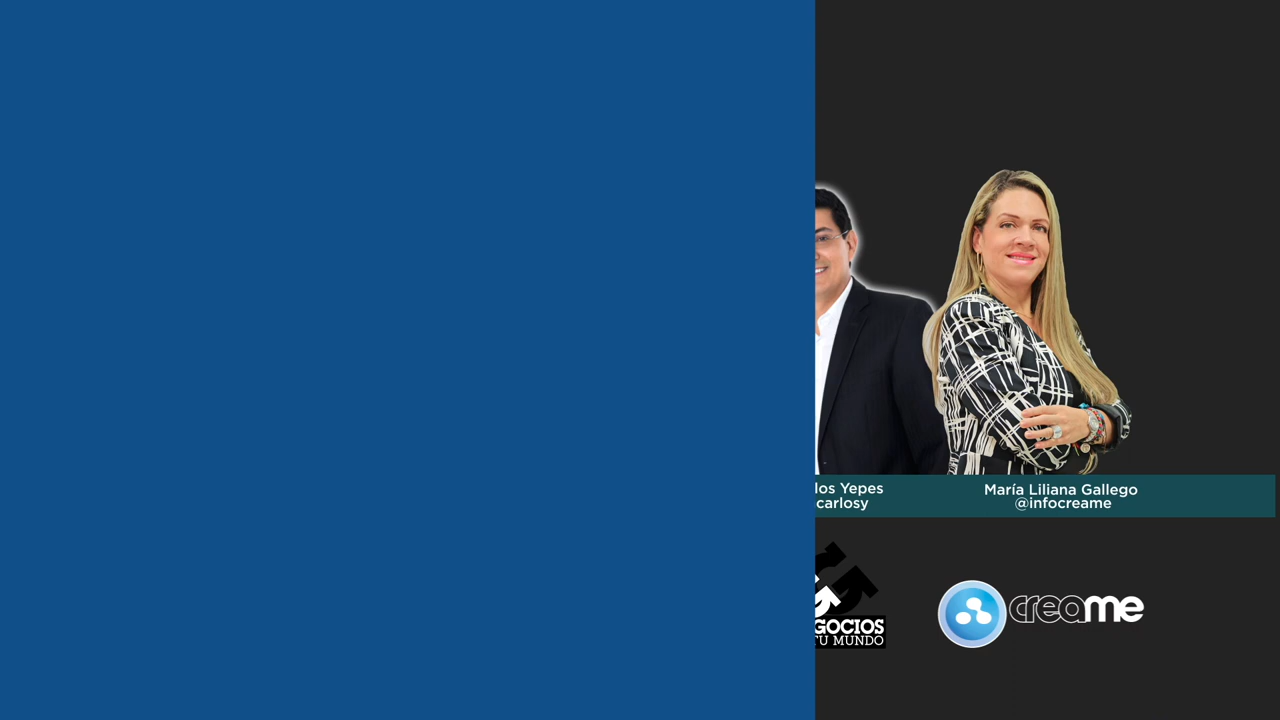 los Yepes
carlosy
María Liliana Gallego
@infocreame
GOCIOS
TU MUNDO
creame